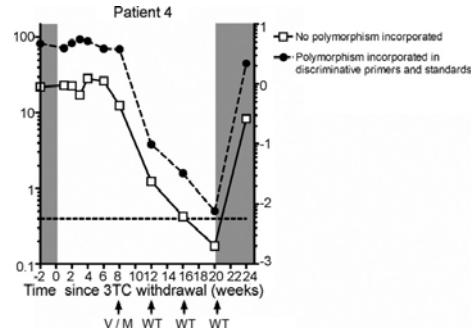 Patient 4
100
10
1
0.1
1
0
-1
-2
-3
No polymorphism incorporated
Polymorphism incorporated in
discriminative primers and standards
-2 0 2 4 6 8 10 12 14 16 18 20 22 24
Time since 3TC withdrawal (weeks)
V / M WT WT WT